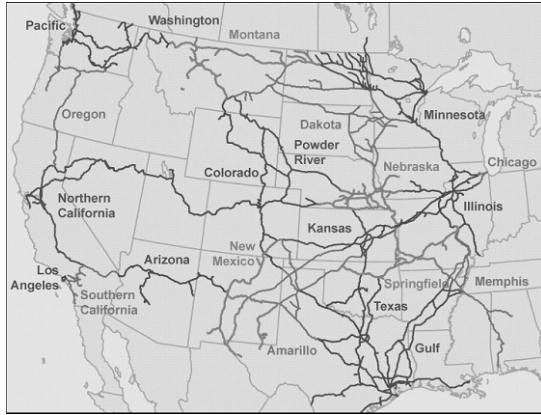 Pacific
Washington
Montana
Oregon
Dakota
Minnesota
Powder
River
Nebraska
Chicago
Colorado
Northern
California
Illinois
Kansas
New
Mexico
Arizona
Los
Angeles
Southern
California
Springfield
Memphis
Texas
Amarillo
Gulf